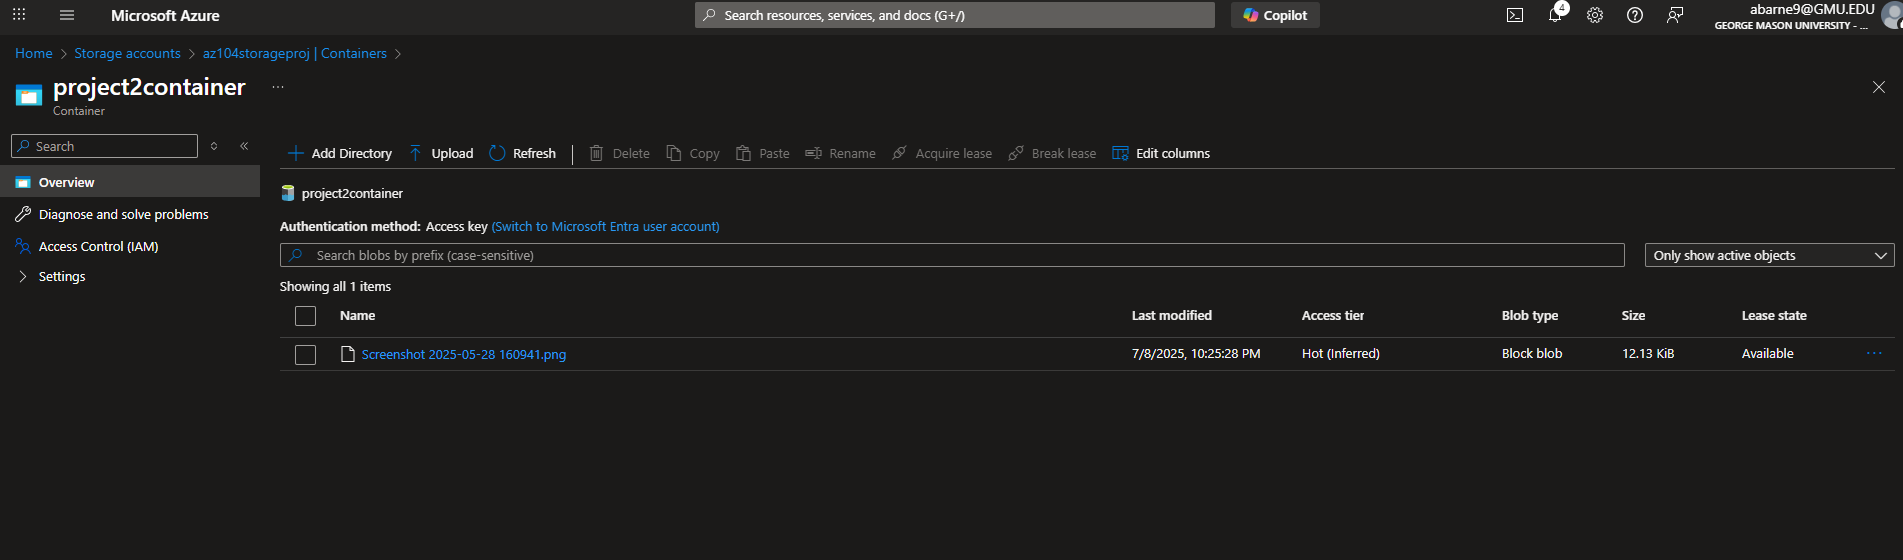 Microsoft Azure
Search resources, services, and docs (G+/)
Copilot
4
abarne9@GMU.EDU
GEORGE MASON UNIVERSITY - ...
Home > Storage accounts > az104storageproj | Containers >
project2container ...
Container
Search
Add Directory Upload Refresh Delete Copy Paste Rename Acquire lease Break lease Edit columns
Overview
Diagnose and solve problems
Access Control (IAM)
Settings
project2container
Authentication method: Access key (Switch to Microsoft Entra user account)
Search blobs by prefix (case-sensitive)
Only show active objects
Showing all 1 items
Name Last modified Access tier Blob type Size Lease state
Screenshot 2025-05-28 160941.png 7/8/2025, 10:25:28 PM Hot (Inferred) Block blob 12.13 KiB Available ...